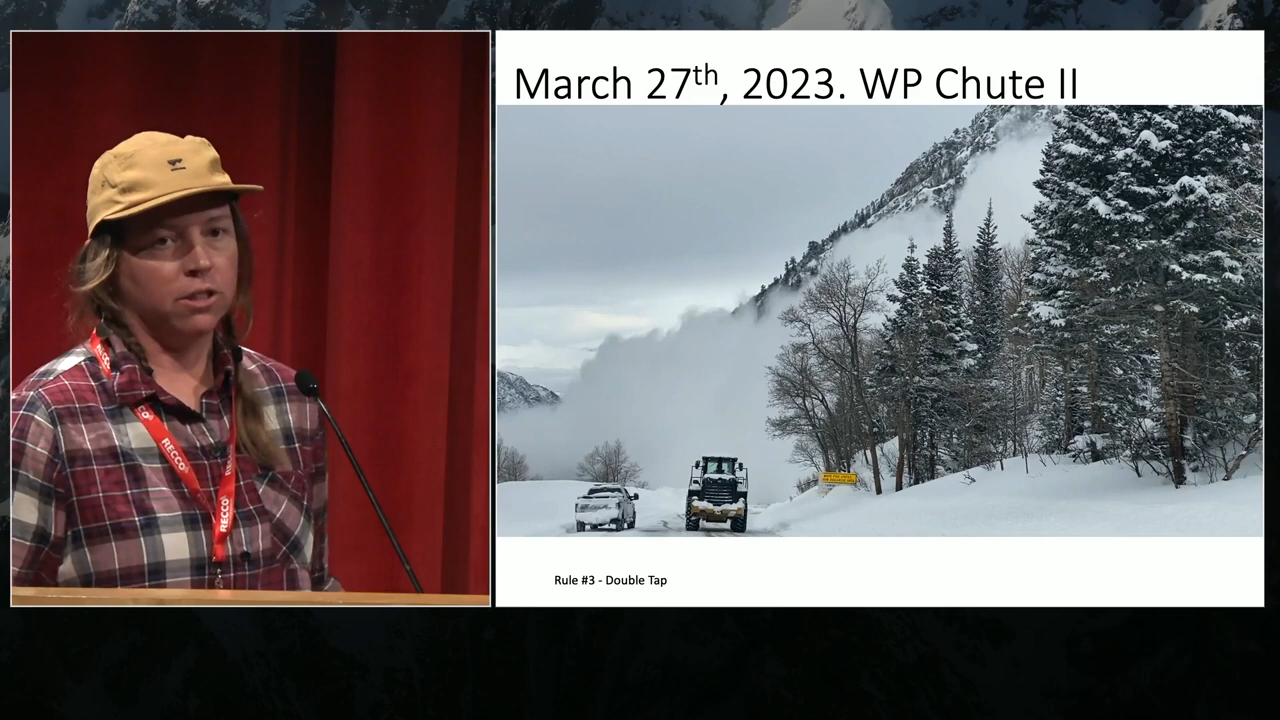 March 27th, 2023. WP Chute II
RECCO
RECCO
RECCO
Rule #3 - Double Tap